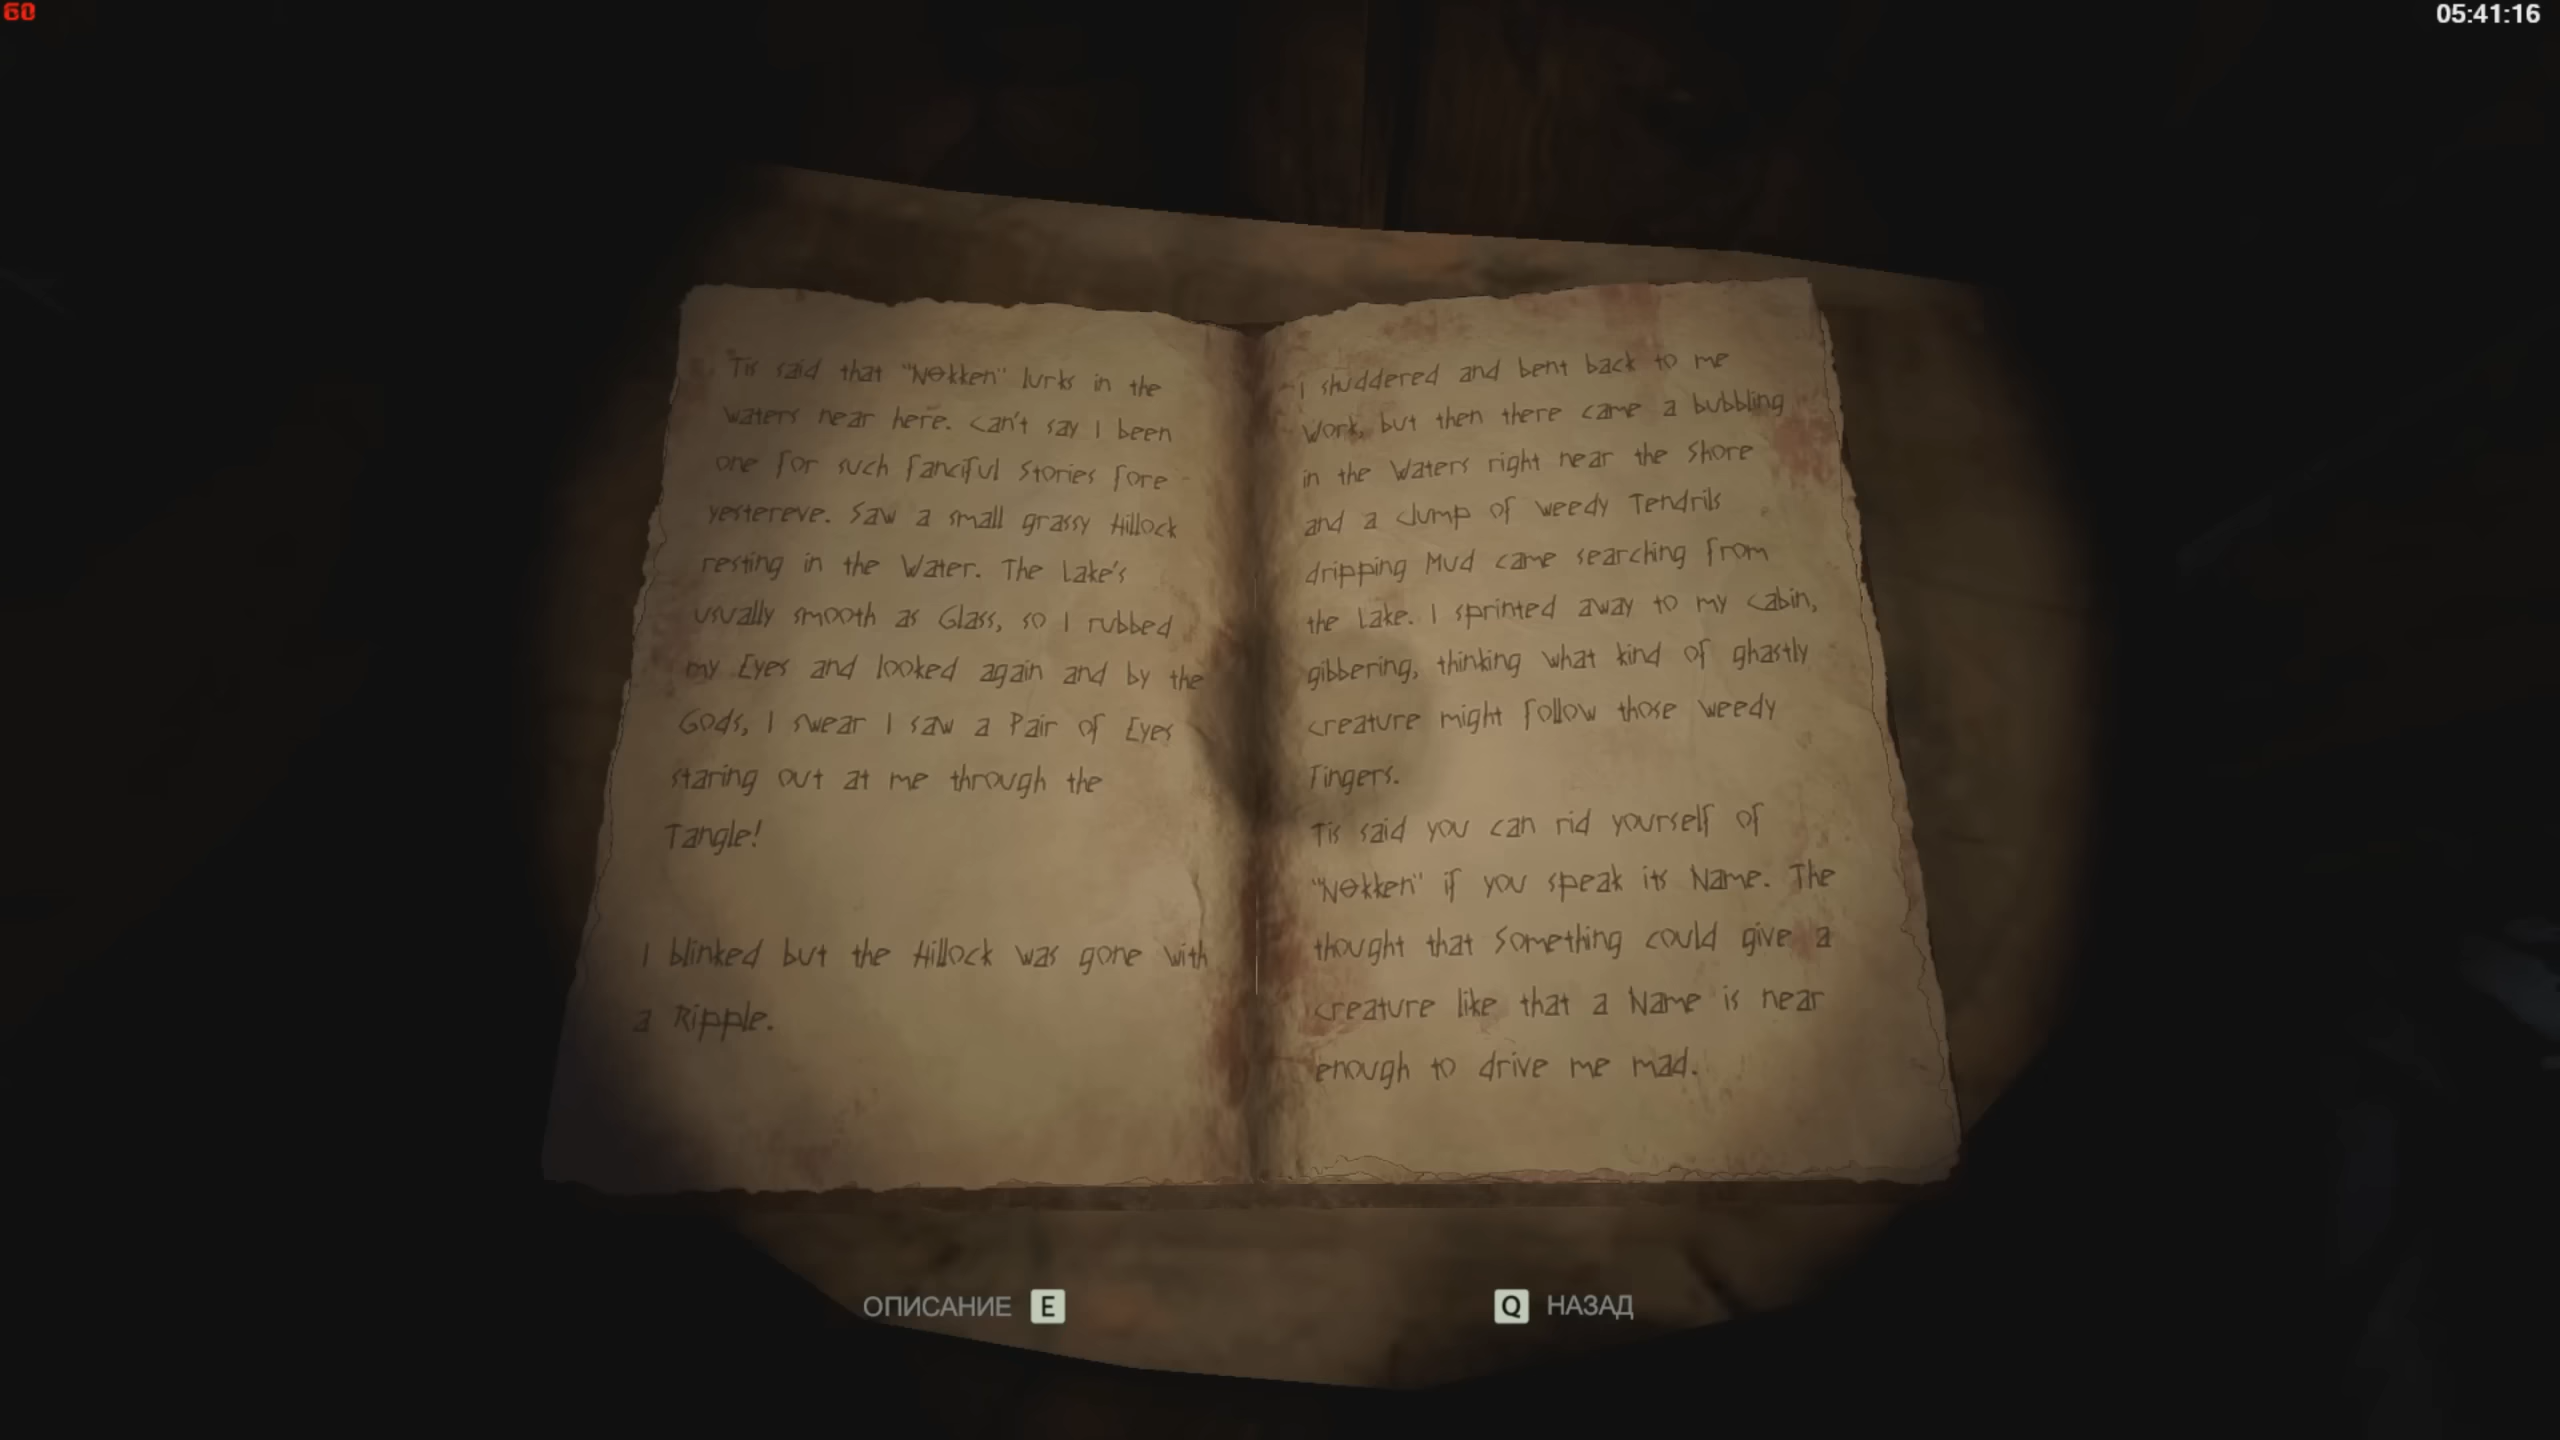 60
05:41:16
Tis said that "Nøkken" lurks in the
Waters near here. Can't say I been
one for such fanciful Stories fore
yestereve. Saw a small grassy Hillock
resting in the Water. The Lake's
usually smooth as Glass, so I rubbed
my Eyes and looked again and by the
Gods, I swear I saw a Pair of Eyes
staring out at me through the
Tangle!
I blinked but the Hillock was gone with
a Ripple.
I shuddered and bent back to me
Work, but then there came a bubbling
in the Waters right near the Shore
and a clump of weedy Tendrils
dripping Mud came searching from
the Lake. I sprinted away to my Cabin,
gibbering, thinking what kind of ghastly
creature might follow those weedy
Fingers.
Tis said you can rid yourself of
"Nøkken" if you speak its Name. The
thought that Something could give a
creature like that a Name is near
enough to drive me mad.
ОПИСАНИЕ E
Q НАЗАД